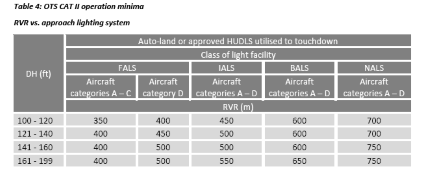 Table 4: OTS CAT II operation minima
RVR vs. approach lighting system
Auto-land or approved HUDLS utilised to touchdown
Class of light facility
DH (ft) FALS IALS BALS NALS
Aircraft categories A – C Aircraft category D Aircraft categories A – D Aircraft categories A – D Aircraft categories A – D
RVR (m)
100 - 120 350 400 450 600 700
121 - 140 400 450 500 600 700
141 - 160 400 500 500 600 750
161 - 199 400 500 550 650 750